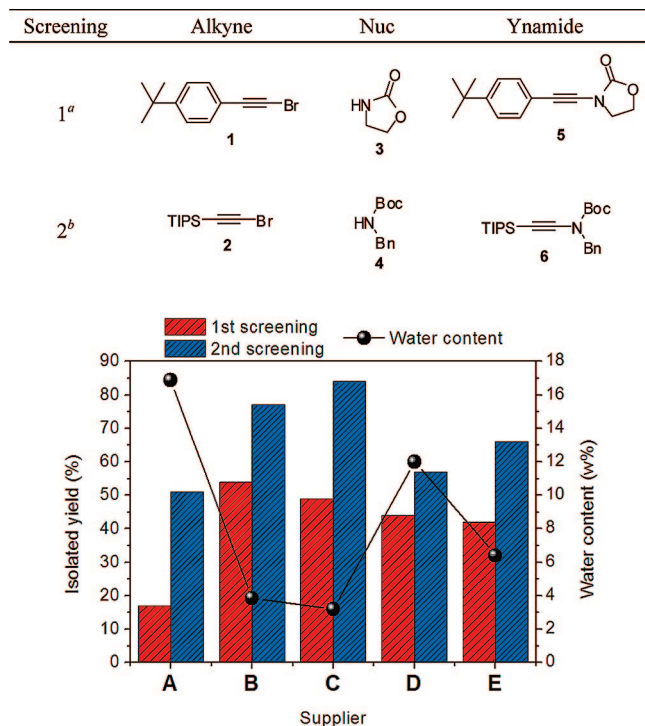 Screening Alkyne Nuc Ynamide
1a
Br
1
O
HN
O
3
O
N
O
5
2b
TIPS
Br
2
Boc
HN
Bn
4
Boc
TIPS
N
Bn
6
1st screening
2nd screening
Water content
Isolated yield (%)
90
80
70
60
50
40
30
20
10
0
18
16
14
12
10
8
6
4
2
0
Water content (w%)
A B C D E
Supplier